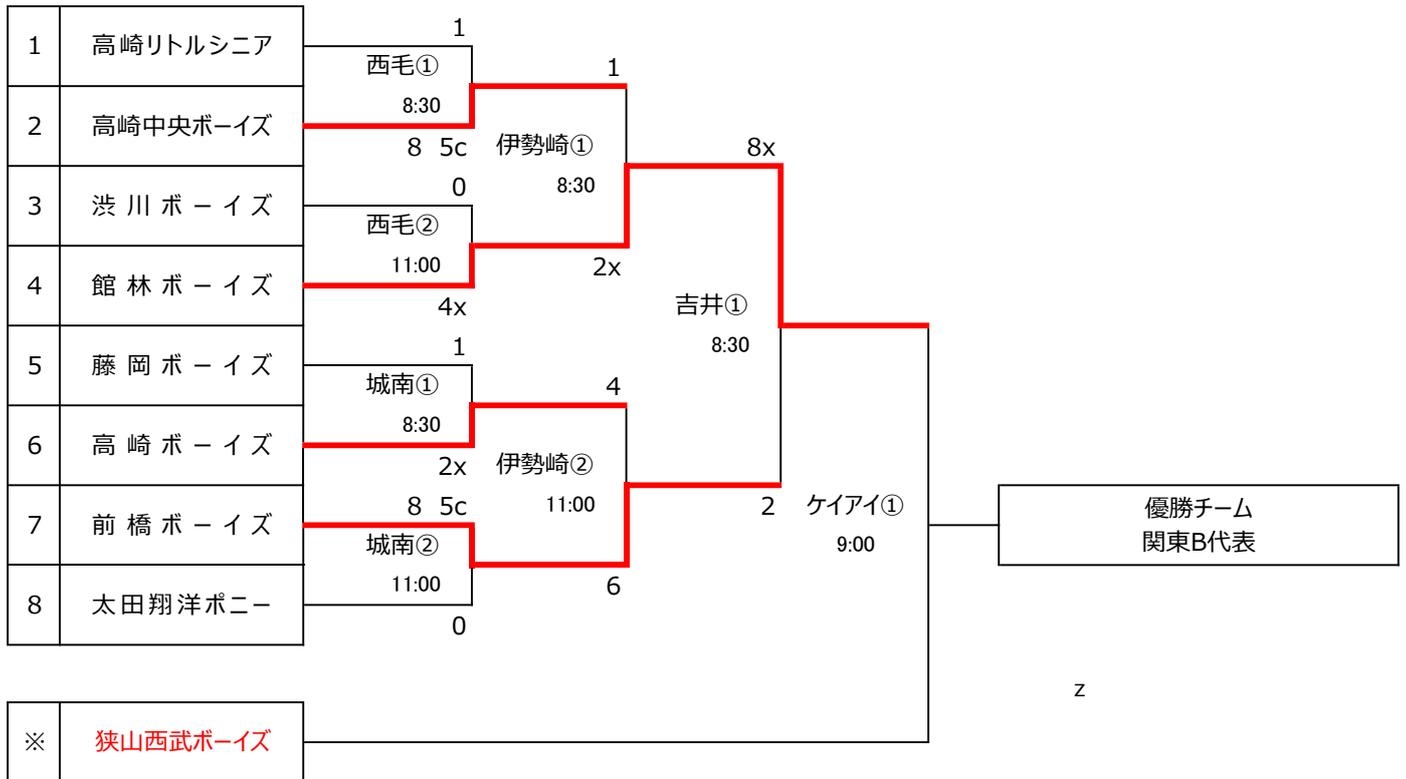 1
1 高崎リトルシニア
西毛①
1
8:30
2 高崎中央ボーイズ
8 5c
伊勢崎①
8x
0
8:30
3 渋川ボーイズ
西毛②
11:00
2x
4 館林ボーイズ
4x
吉井①
1
8:30
5 藤岡ボーイズ
城南①
4
8:30
6 高崎ボーイズ
2x
伊勢崎②
8 5c
11:00
2
ケイアイ①
優勝チーム
7 前橋ボーイズ
城南②
9:00
関東B代表
11:00
6
8 太田翔洋ポニー
0
z
※ 狭山西武ボーイズ